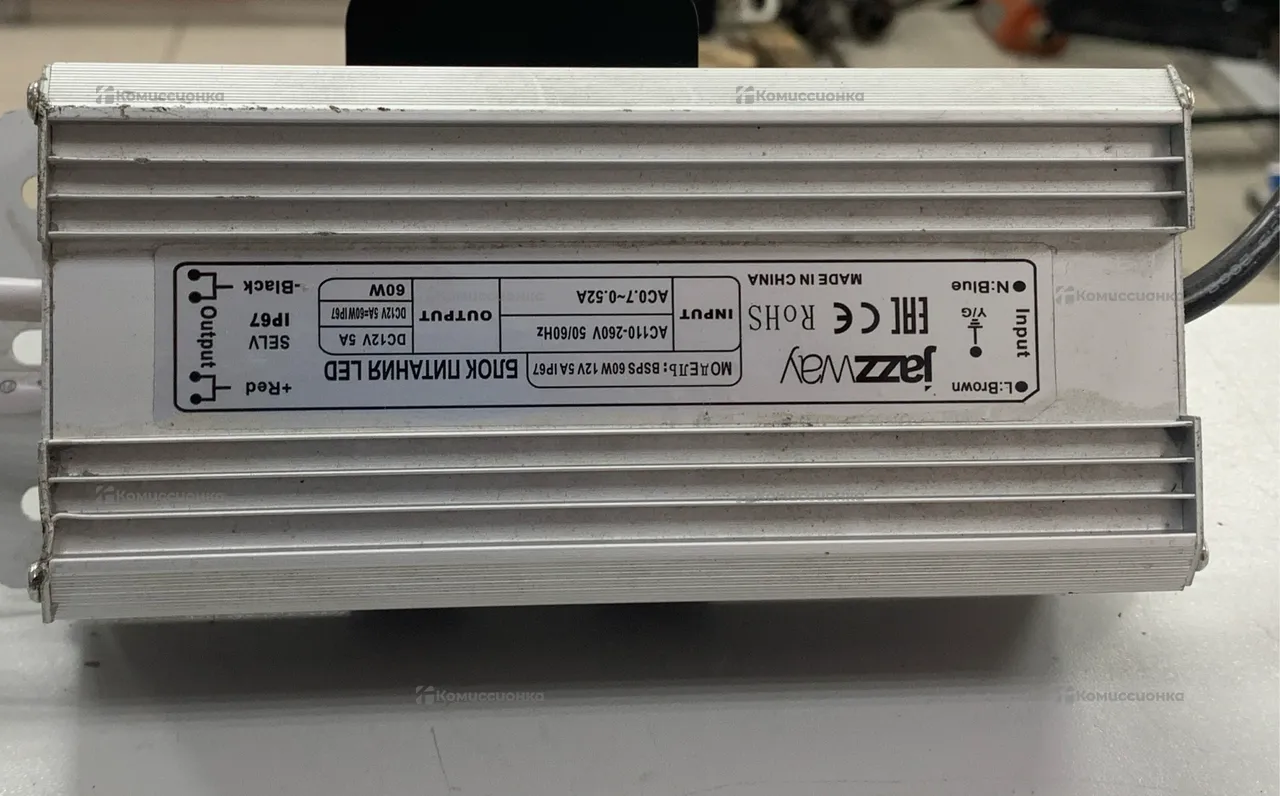 Input
L:Brown
Y/G
N:Blue
jazzway
EAC CE RoHS
MADE IN CHINA
МОДЕЛЬ: BSPS 60W 12V 5A IP67
БЛОК ПИТАНИЯ LED
INPUT
AC110-260V 50/60Hz
AC0.7~0.52A
OUTPUT
DC12V 5A
DC12V 5A=60W IP67
60W
+Red
SELV
IP67
-Black
Output
Комиссионка
Комиссионка
Комиссионка
Комиссионка
Комиссионка
Комиссионка
Комиссионка
Комиссионка